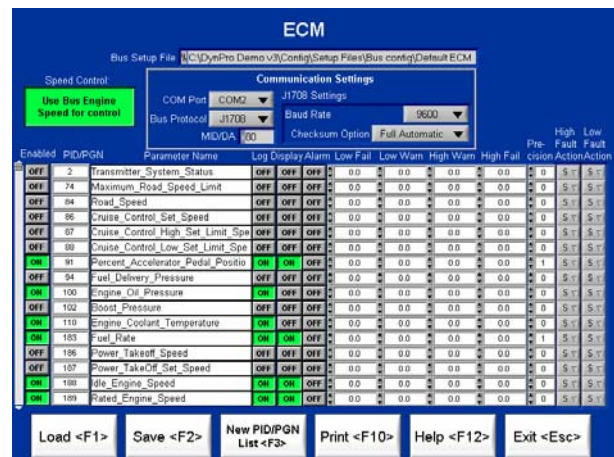 ECM
Bus Setup File C:\DynPro Demo v3\Config\Setup Files\Bus config\Default ECM
Speed Control:
Use Bus Engine
Speed for control
Communication Settings
COM Port COM2
J1708 Settings
Bus Protocol J1708
Baud Rate 9600
MID/DA 80
Checksum Option Full Automatic
Enabled PID/PGN Parameter Name Log Display Alarm Low Fail Low Warn High Warn High Fail Pre-cision High Fault Action Low Fault Action
OFF 2 Transmitter_System_Status OFF OFF OFF 0.0 0.0 0.0 0.0 0
OFF 74 Maximum_Road_Speed_Limit OFF OFF OFF 0.0 0.0 0.0 0.0 0
OFF 84 Road_Speed OFF OFF OFF 0.0 0.0 0.0 0.0 0
OFF 86 Cruise_Control_Set_Speed OFF OFF OFF 0.0 0.0 0.0 0.0 0
OFF 87 Cruise_Control_High_Set_Limit_Spe OFF OFF OFF 0.0 0.0 0.0 0.0 0
OFF 88 Cruise_Control_Low_Set_Limit_Spe OFF OFF OFF 0.0 0.0 0.0 0.0 0
ON 91 Percent_Accelerator_Pedal_Positio ON ON OFF 0.0 0.0 0.0 0.0 1
OFF 94 Fuel_Delivery_Pressure OFF OFF OFF 0.0 0.0 0.0 0.0 0
ON 100 Engine_Oil_Pressure ON OFF OFF 0.0 0.0 0.0 0.0 0
OFF 102 Boost_Pressure OFF OFF OFF 0.0 0.0 0.0 0.0 0
ON 110 Engine_Coolant_Temperature ON OFF OFF 0.0 0.0 0.0 0.0 0
ON 183 Fuel_Rate ON ON OFF 0.0 0.0 0.0 0.0 1
OFF 186 Power_Takeoff_Speed OFF OFF OFF 0.0 0.0 0.0 0.0 0
OFF 187 Power_TakeOff_Set_Speed OFF OFF OFF 0.0 0.0 0.0 0.0 0
ON 188 Idle_Engine_Speed ON ON OFF 0.0 0.0 0.0 0.0 0
ON 189 Rated_Engine_Speed ON ON OFF 0.0 0.0 0.0 0.0 0
Load <F1>
Save <F2>
New PID/PGN
List <F3>
Print <F10>
Help <F12>
Exit <Esc>